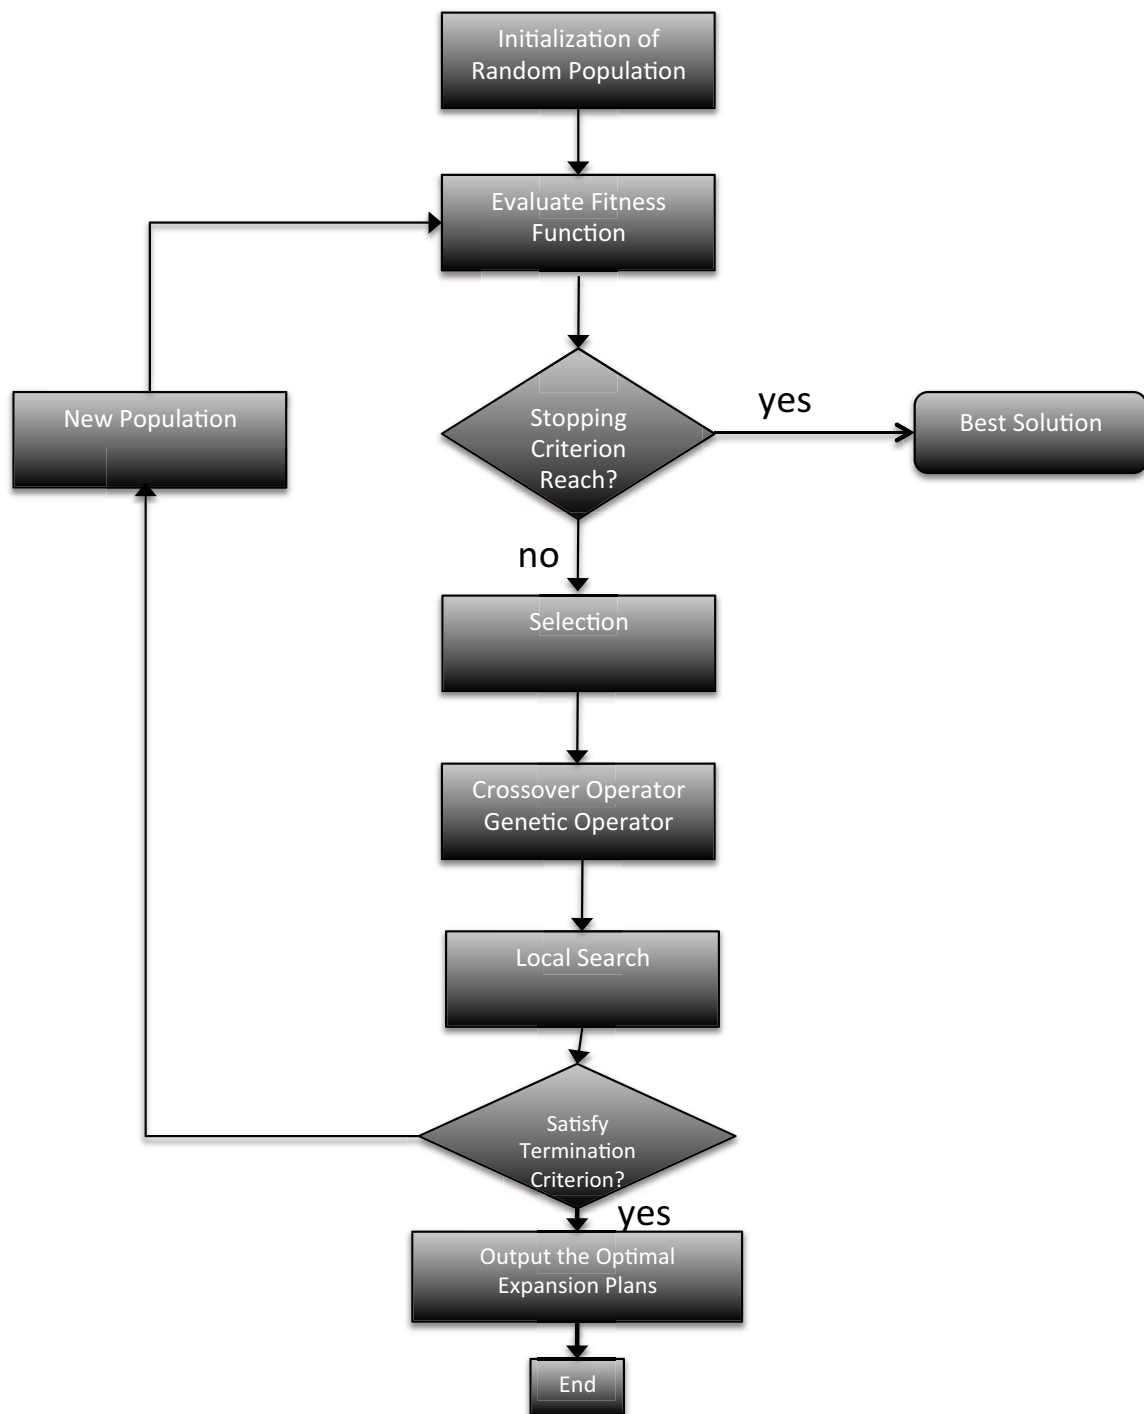 Initialization of
Random Population
Evaluate Fitness
Function
New Population
Stopping
Criterion
Reach?
yes
Best Solution
no
Selection
Crossover Operator
Genetic Operator
Local Search
Satisfy
Termination
Criterion?
yes
Output the Optimal
Expansion Plans
End